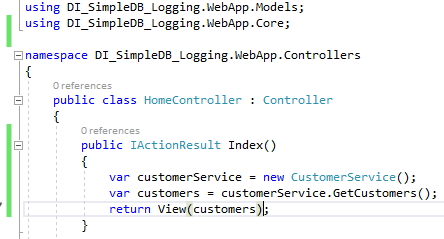 using DI_SimpleDB_Logging.WebApp.Models;
using DI_SimpleDB_Logging.WebApp.Core;
namespace DI_SimpleDB_Logging.WebApp.Controllers
{
0 references
public class HomeController : Controller
{
0 references
public IActionResult Index()
{
var customerService = new CustomerService();
var customers = customerService.GetCustomers();
return View(customers);
}